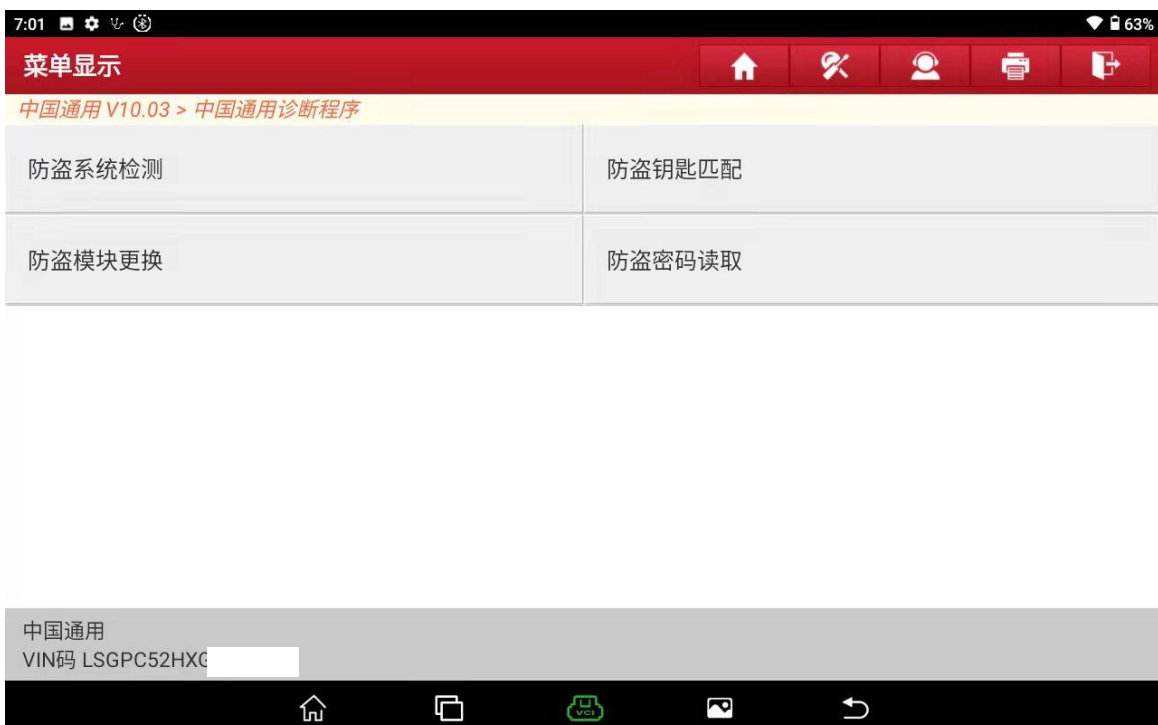 7:01
63%
菜单显示
中国通用 V10.03 > 中国通用诊断程序
防盗系统检测
防盗钥匙匹配
防盗模块更换
防盗密码读取
中国通用
VIN码 LSGPC52HXG
VCI